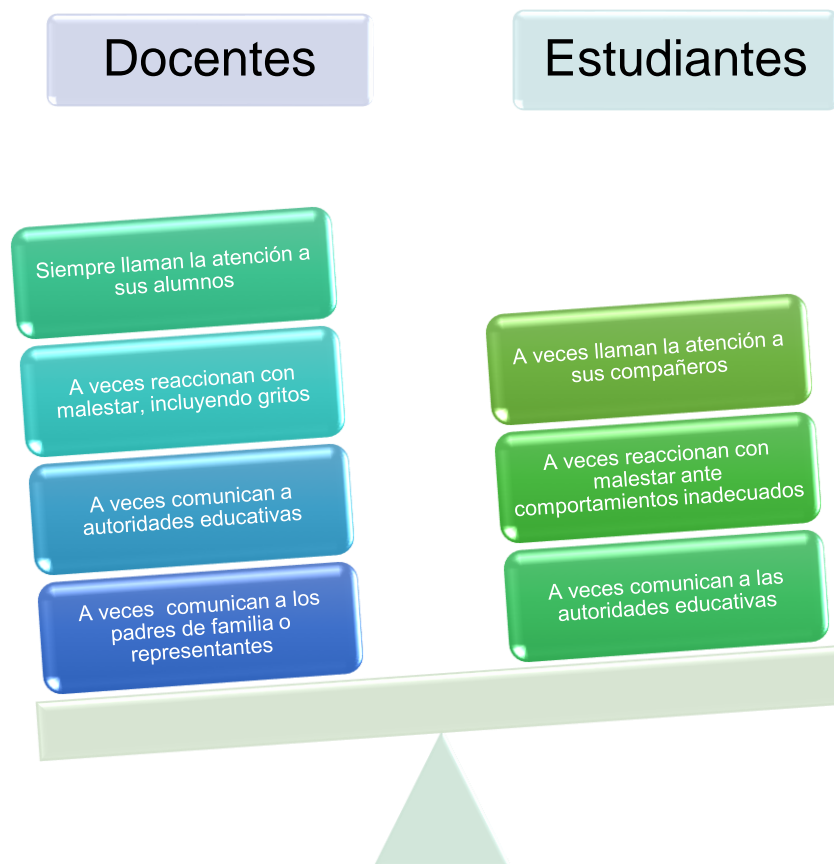 Docentes
Estudiantes
Siempre llaman la atención a
sus alumnos
A veces reaccionan con
malestar, incluyendo gritos
A veces comunican a
autoridades educativas
A veces  comunican a los
padres de familia o
representantes
A veces llaman la atención a
sus compañeros
A veces reaccionan con
malestar ante
comportamientos inadecuados
A veces comunican a las
autoridades educativas